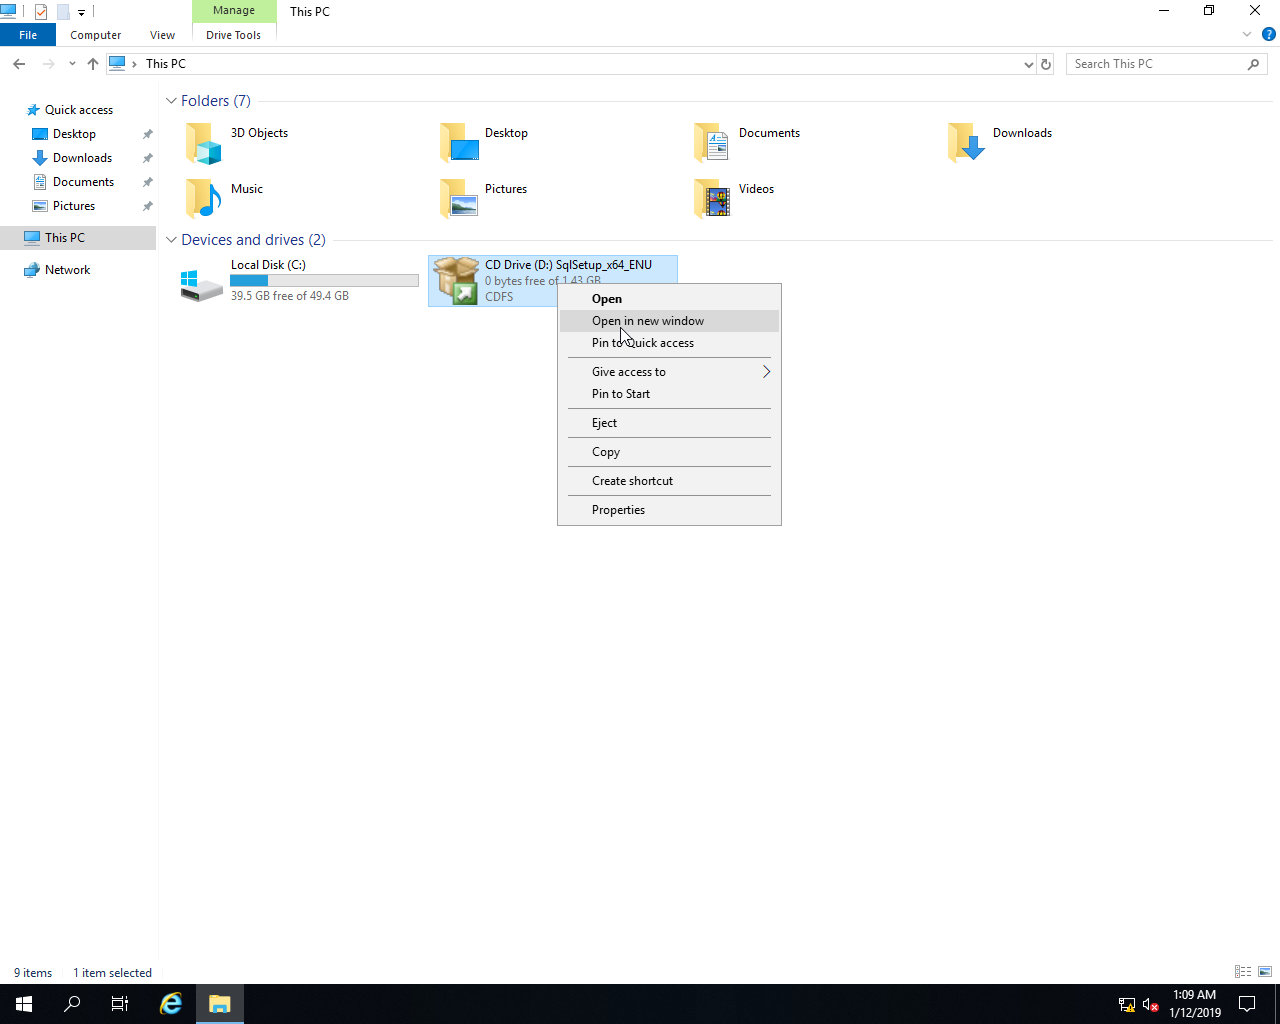 Manage
This PC
File
Computer
View
Drive Tools
This PC
Search This PC
Quick access
Desktop
Downloads
Documents
Pictures
This PC
Network
Folders (7)
3D Objects
Desktop
Documents
Downloads
Music
Pictures
Videos
Devices and drives (2)
Local Disk (C:)
39.5 GB free of 49.4 GB
CD Drive (D:) SqlSetup_x64_ENU
0 bytes free of 1.43 GB
CDFS
Open
Open in new window
Pin to Quick access
Give access to
Pin to Start
Eject
Copy
Create shortcut
Properties
9 items
1 item selected
1:09 AM
1/12/2019